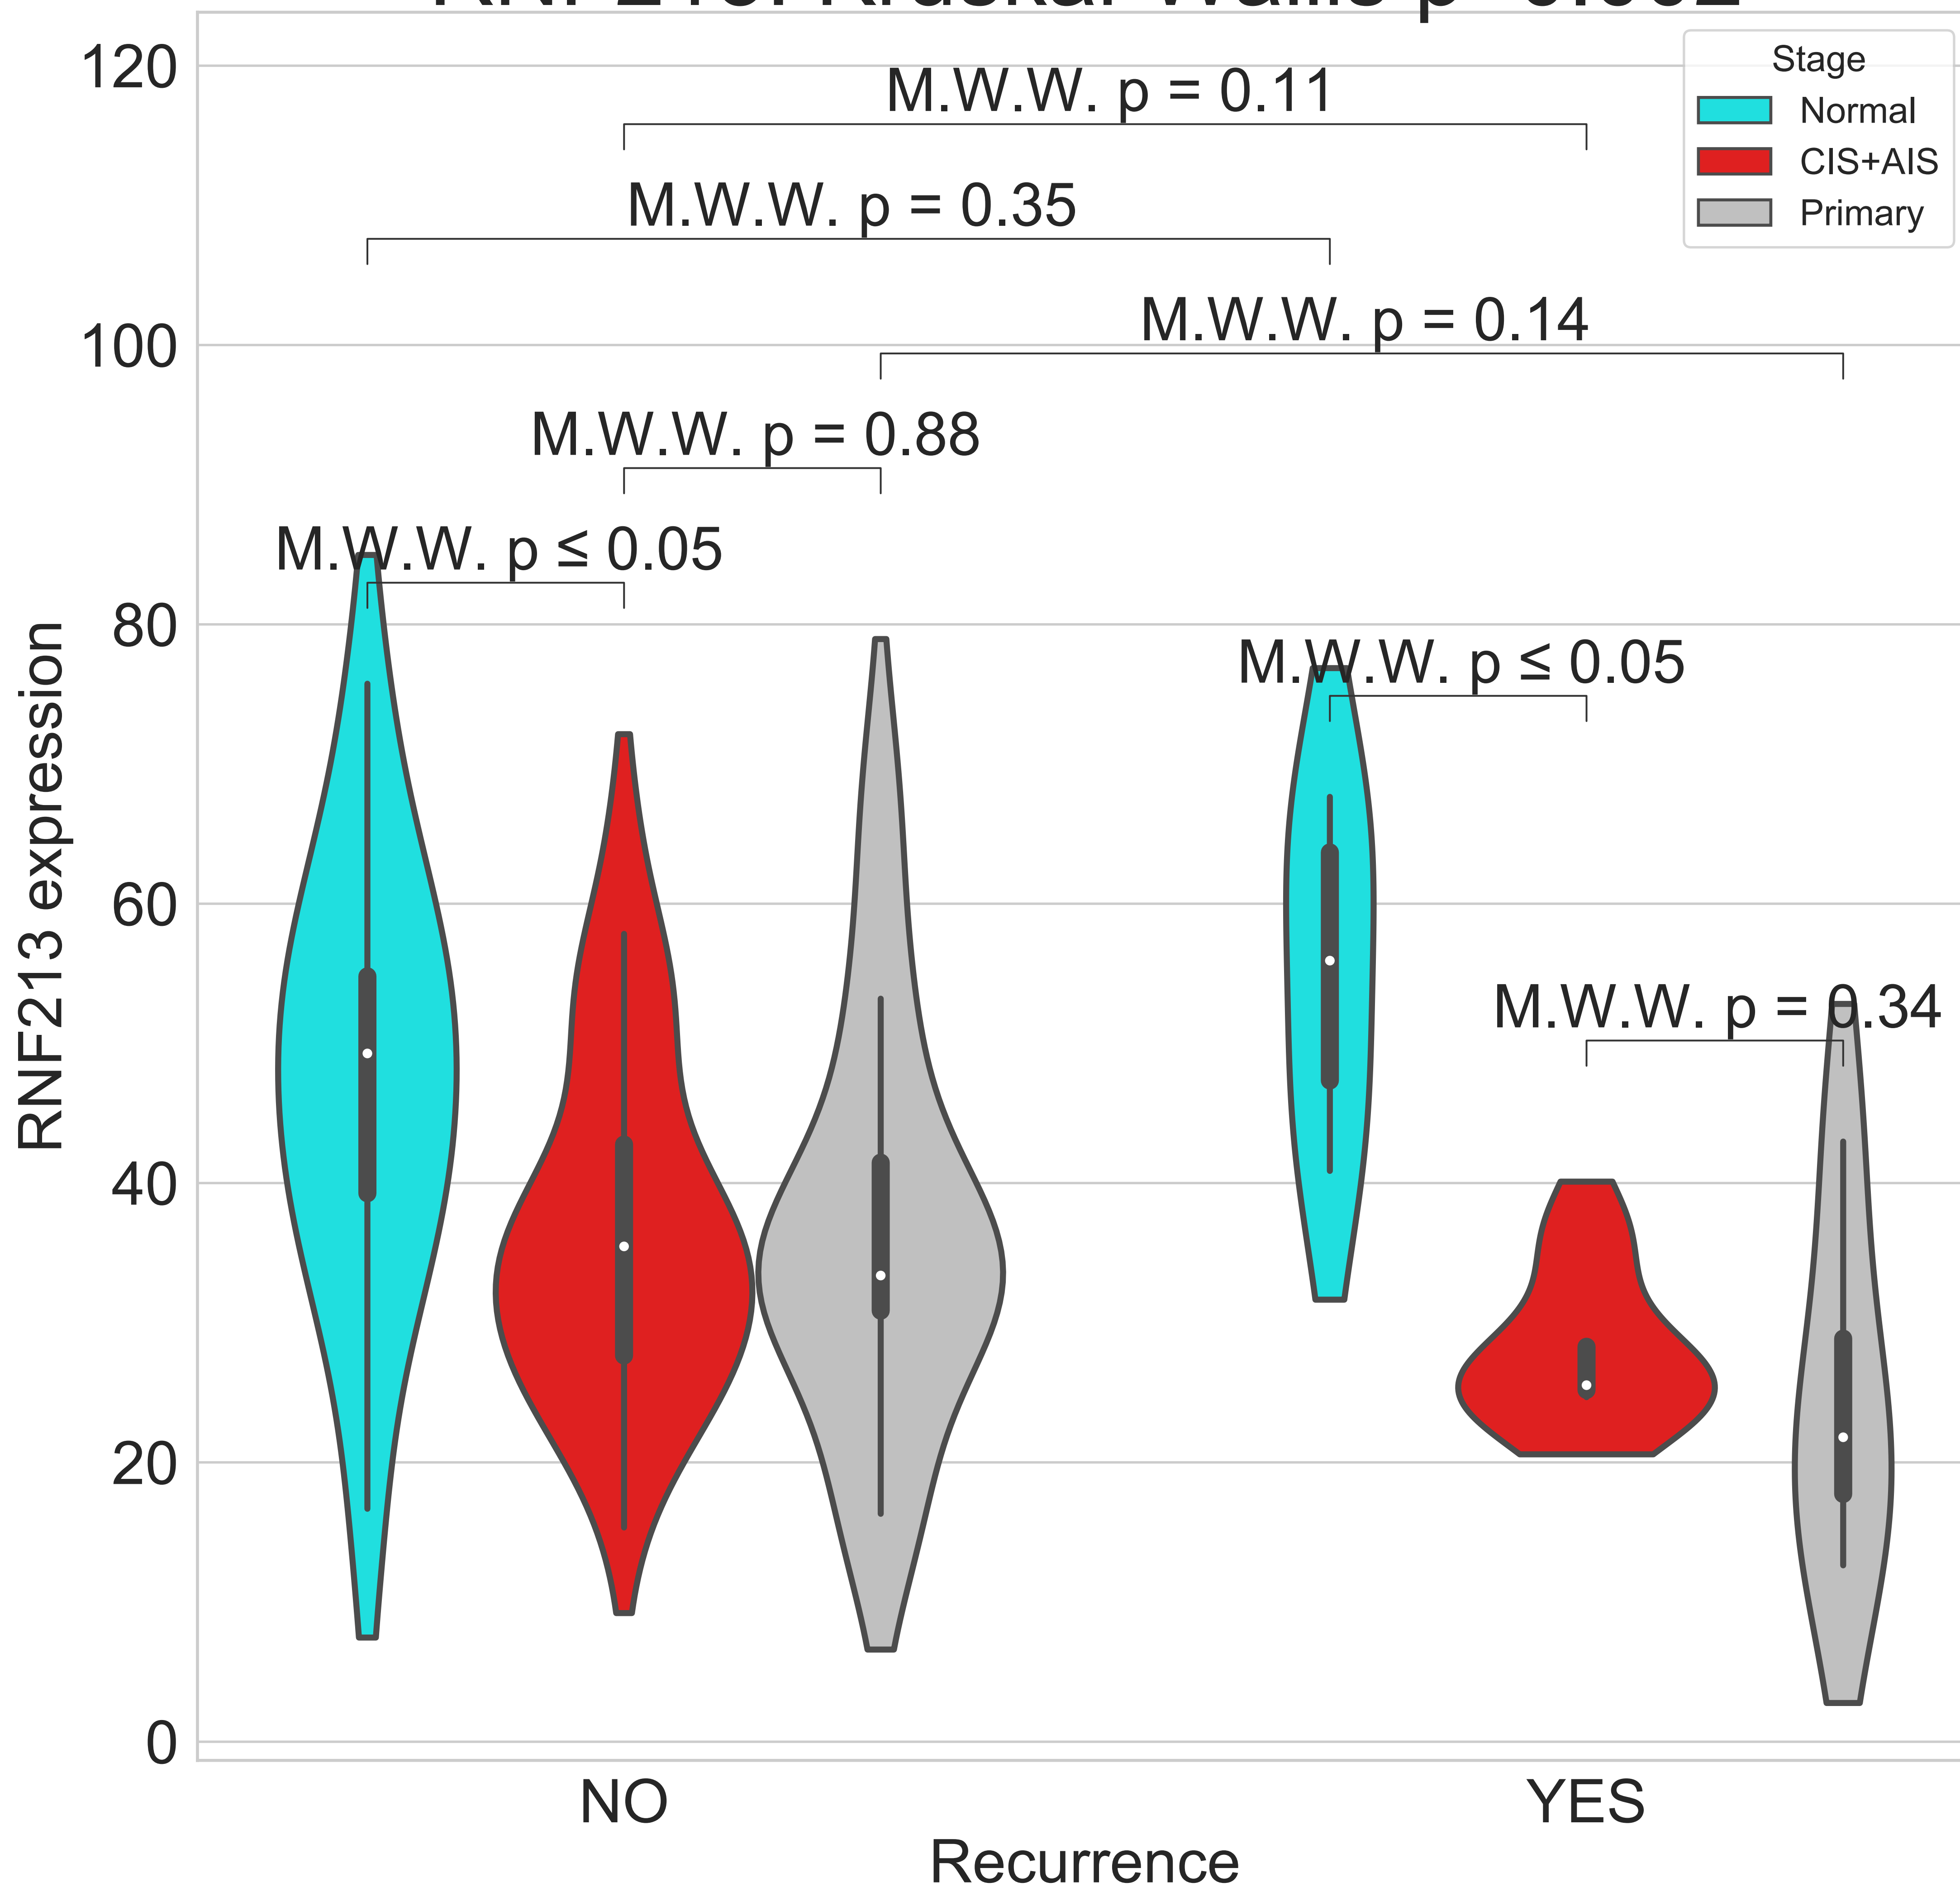 120
100
80
60
40
20
0
RNF213 expression
M.W.W. p = 0.11
M.W.W. p = 0.35
M.W.W. p = 0.14
M.W.W. p = 0.88
M.W.W. p ≤ 0.05
M.W.W. p ≤ 0.05
M.W.W. p = 0.34
Stage
Normal
CIS+AIS
Primary
NO
YES
Recurrence